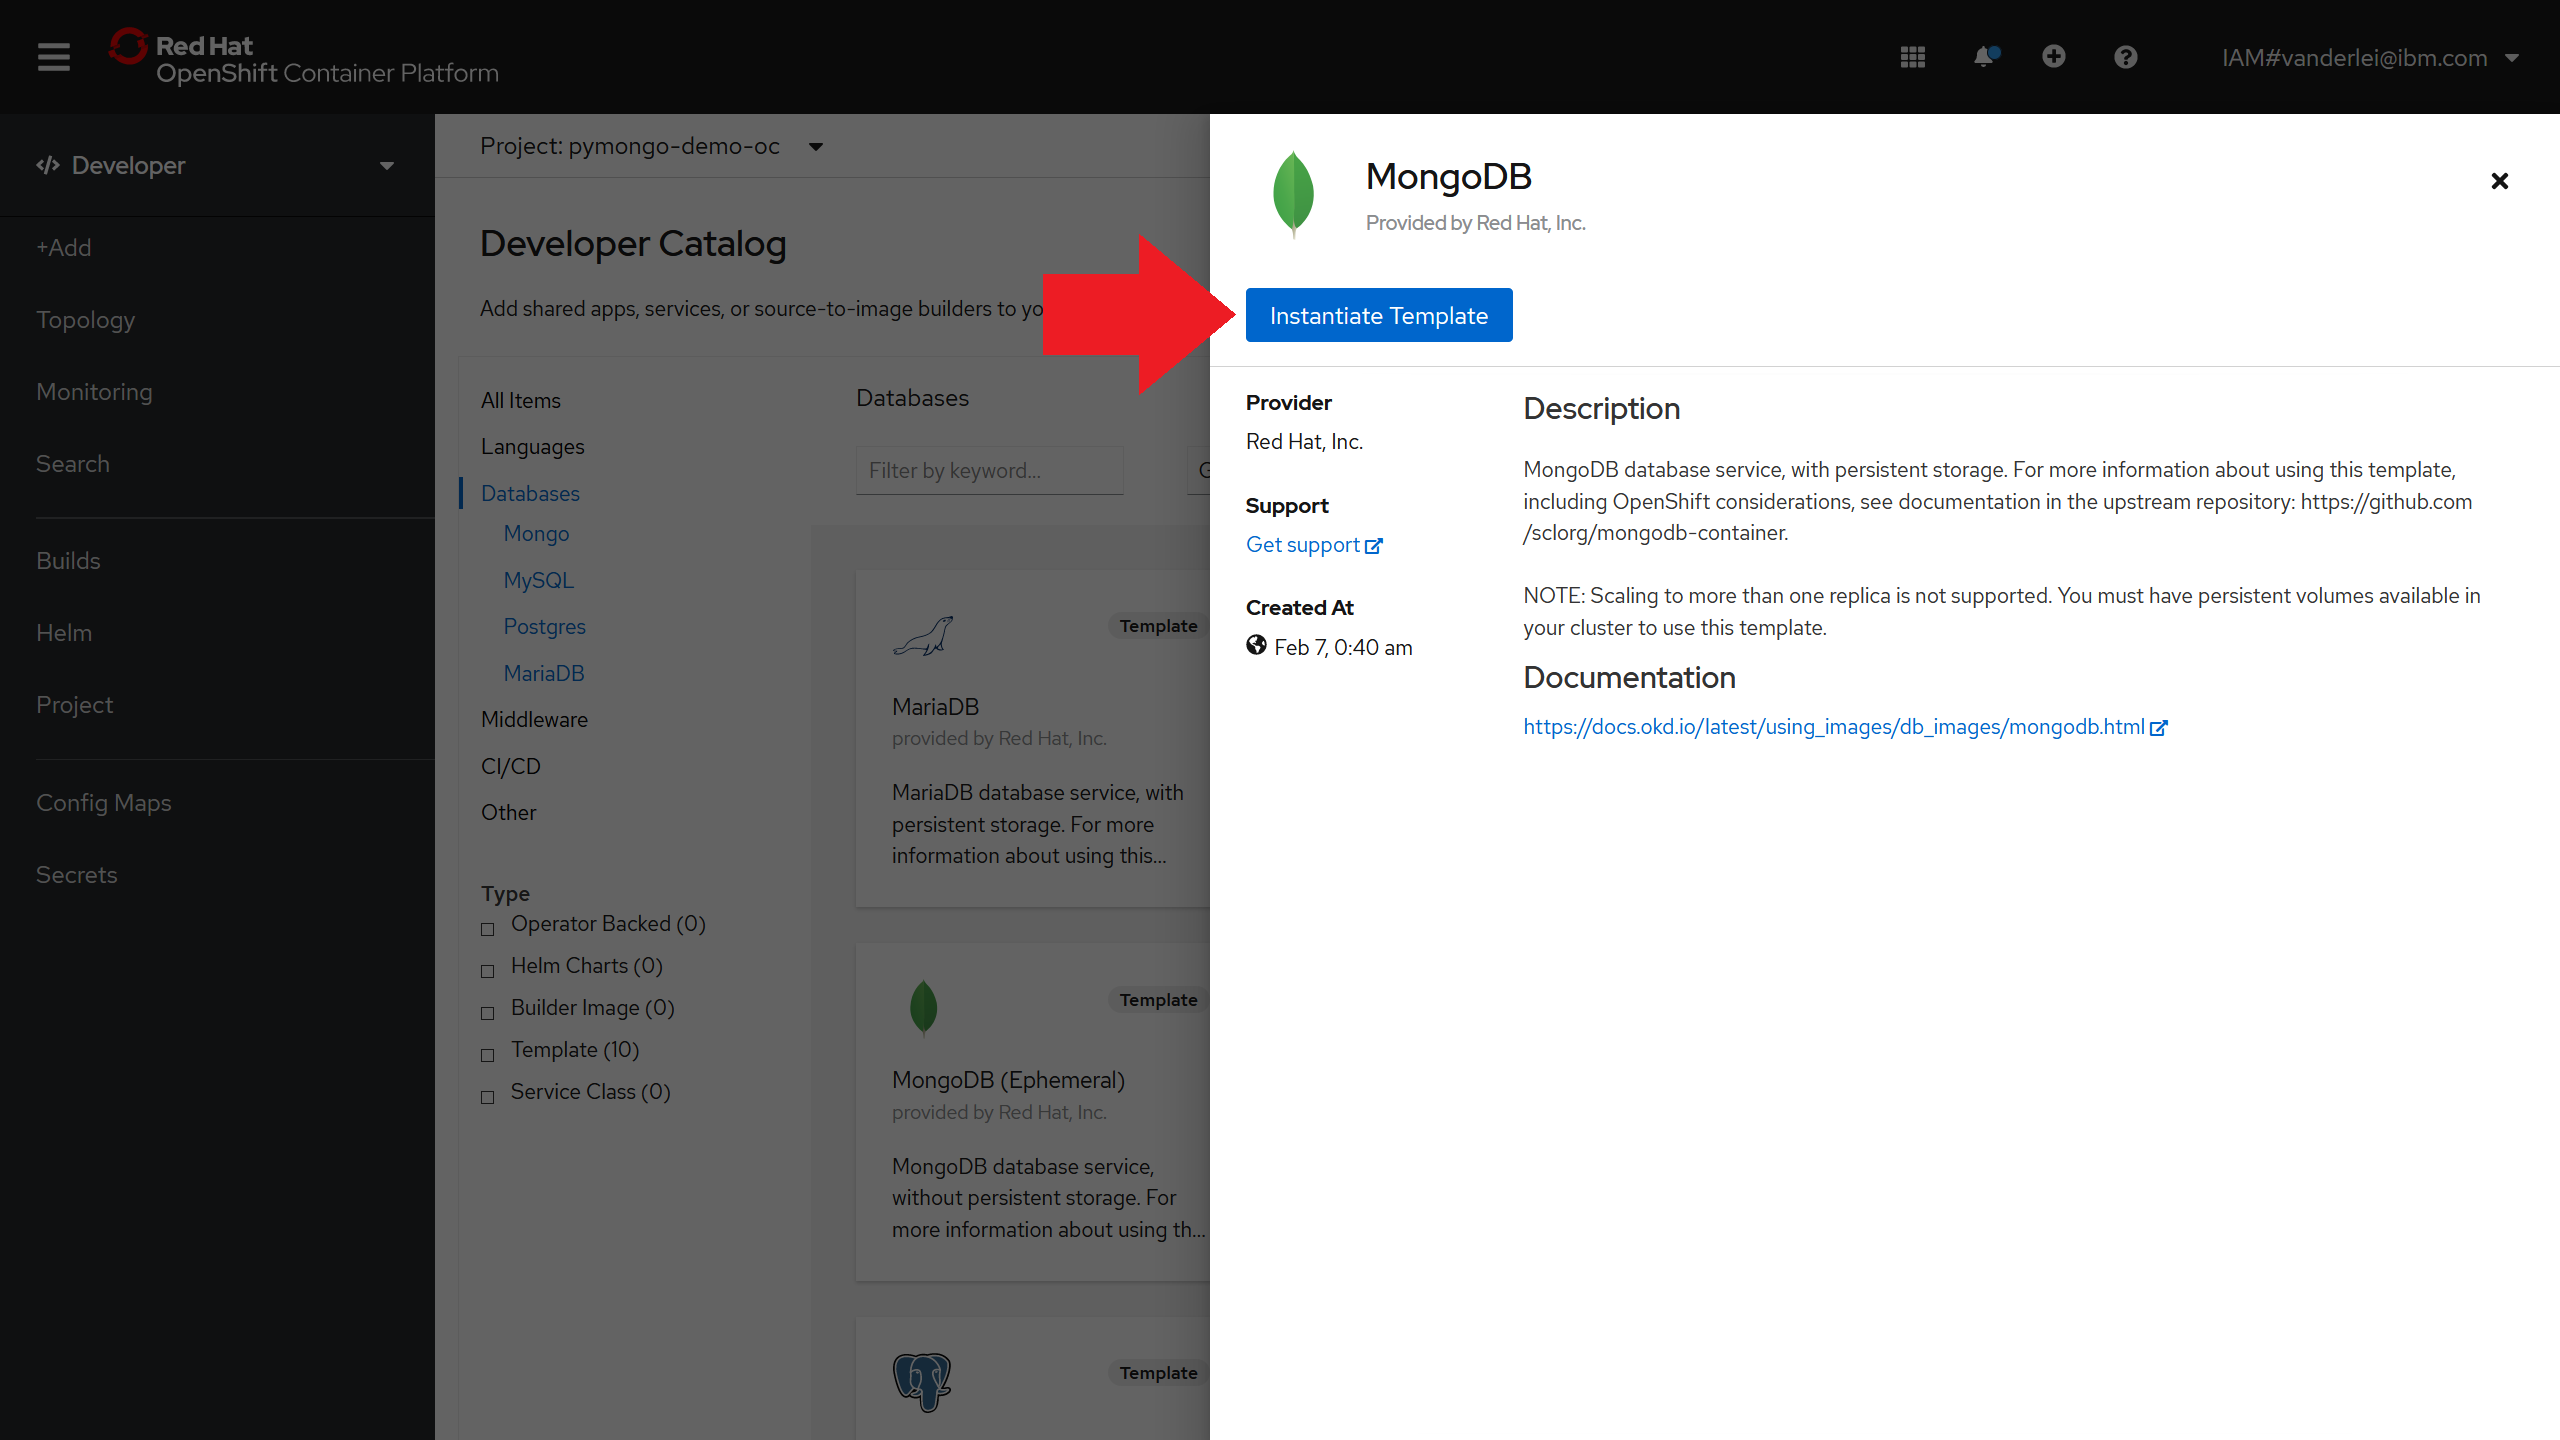 Red Hat
OpenShift Container Platform
IAM#vanderlei@ibm.com
Developer
+Add
Topology
Monitoring
Search
Builds
Helm
Project
Config Maps
Secrets
Project: pymongo-demo-oc
Developer Catalog
Add shared apps, services, or source-to-image builders to yo
All Items
Languages
Databases
Mongo
MySQL
Postgres
MariaDB
Middleware
CI/CD
Other
Type
Operator Backed (0)
Helm Charts (0)
Builder Image (0)
Template (10)
Service Class (0)
Databases
Filter by keyword...
Template
MariaDB
provided by Red Hat, Inc.
MariaDB database service, with
persistent storage. For more
information about using this...
Template
MongoDB (Ephemeral)
provided by Red Hat, Inc.
MongoDB database service,
without persistent storage. For
more information about using th...
Template
MongoDB
Provided by Red Hat, Inc.
Instantiate Template
Provider
Red Hat, Inc.
Support
Get support
Created At
Feb 7, 0:40 am
Description
MongoDB database service, with persistent storage. For more information about using this template,
including OpenShift considerations, see documentation in the upstream repository: https://github.com
/sclorg/mongodb-container.
NOTE: Scaling to more than one replica is not supported. You must have persistent volumes available in
your cluster to use this template.
Documentation
https://docs.okd.io/latest/using_images/db_images/mongodb.html